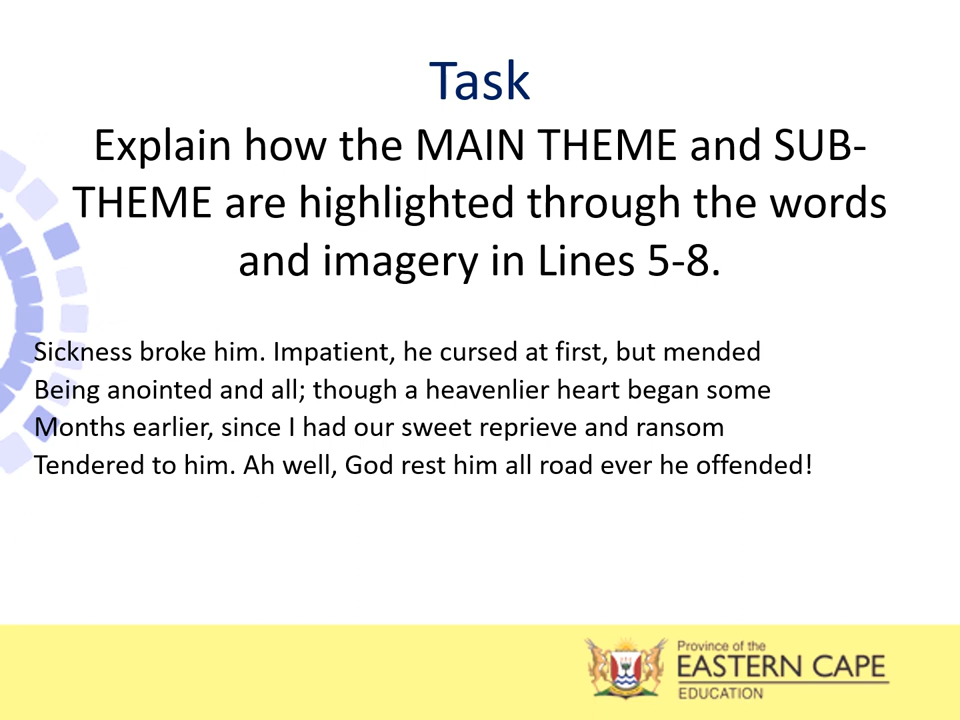 Task
Explain how the MAIN THEME and SUB-
THEME are highlighted through the words
and imagery in Lines 5-8.
Sickness broke him. Impatient, he cursed at first, but mended
Being anointed and all; though a heavenlier heart began some
Months earlier, since I had our sweet reprieve and ransom
Tendered to him. Ah well, God rest him all road ever he offended!
Province of the
EASTERN CAPE
EDUCATION